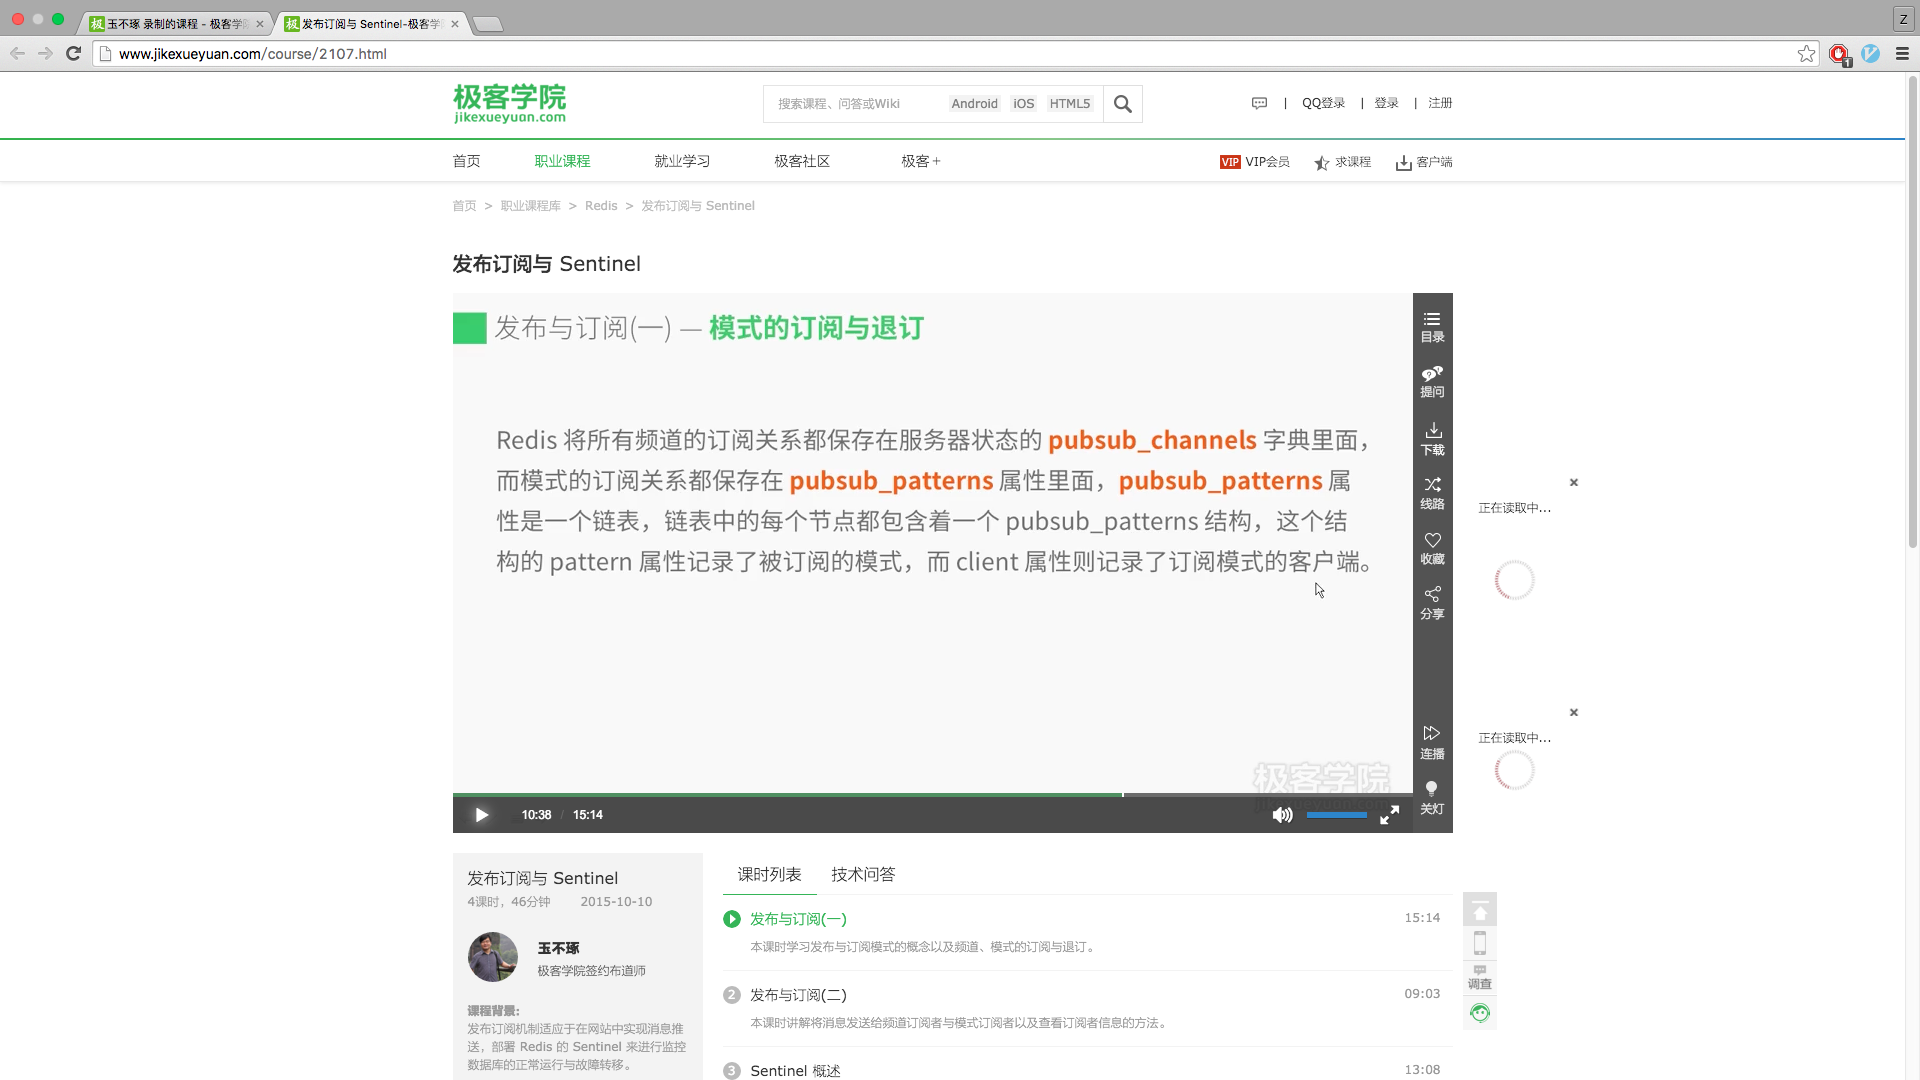 玉不琢 录制的课程 - 极客学
发布订阅与 Sentinel-极客学
Z
www.jikexueyuan.com/course/2107.html
极客学院
jikexueyuan.com
搜索课程、问答或Wiki Android iOS HTML5
QQ登录 | 登录 | 注册
首页 职业课程 就业学习 极客社区 极客+
VIP VIP会员 求课程 客户端
首页 > 职业课程库 > Redis > 发布订阅与 Sentinel
发布订阅与 Sentinel
发布与订阅(一) — 模式的订阅与退订
Redis 将所有频道的订阅关系都保存在服务器状态的 pubsub_channels 字典里面，
而模式的订阅关系都保存在 pubsub_patterns 属性里面，pubsub_patterns 属
性是一个链表，链表中的每个节点都包含着一个 pubsub_patterns 结构，这个结
构的 pattern 属性记录了被订阅的模式，而 client 属性则记录了订阅模式的客户端。
极客学院
10:38 / 15:14
目录
提问
下载
线路
收藏
分享
连播
关灯
正在读取中...
正在读取中...
发布订阅与 Sentinel
4课时，46分钟 2015-10-10
玉不琢
极客学院签约布道师
课程背景：
发布订阅机制适应于在网站中实现消息推
送，部署 Redis 的 Sentinel 来进行监控
数据库的正常运行与故障转移。
课时列表 技术问答
发布与订阅(一) 15:14
本课时学习发布与订阅模式的概念以及频道、模式的订阅与退订。
2 发布与订阅(二) 09:03
本课时讲解将消息发送给频道订阅者与模式订阅者以及查看订阅者信息的方法。
3 Sentinel 概述 13:08
调查